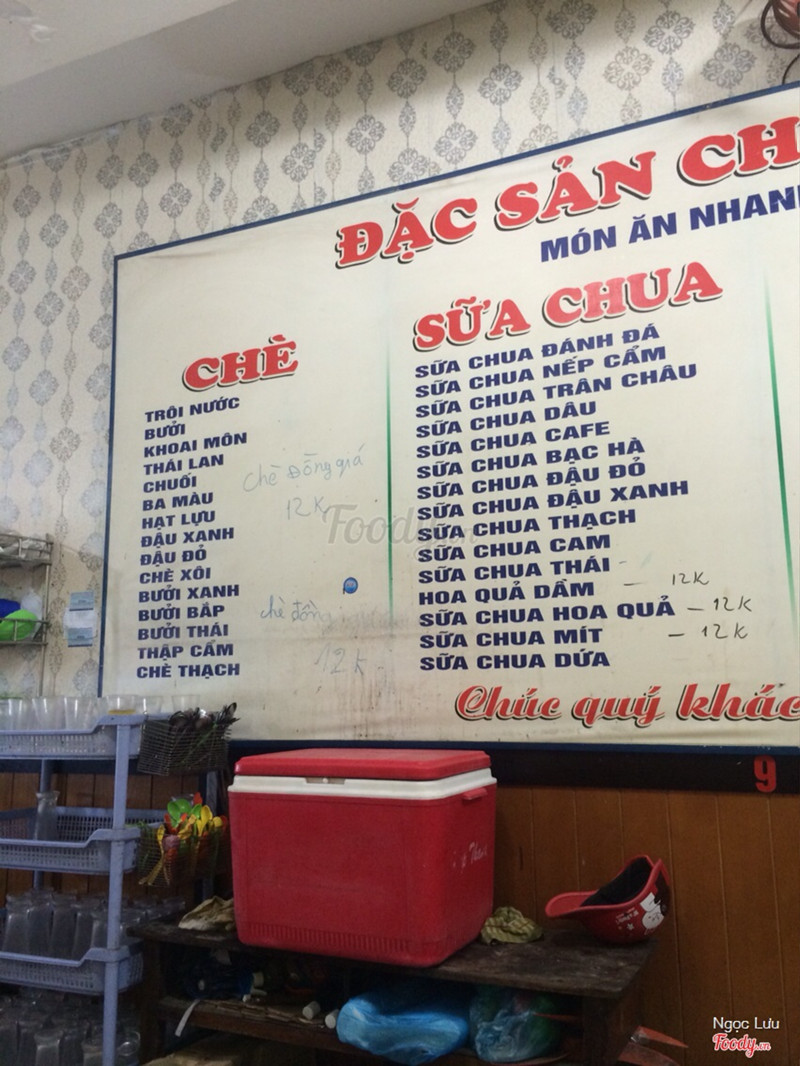 ĐẶC SẢN CH
MÓN ĂN NHAN
CHÈ
TRÔI NƯỚC
BƯỞI
KHOAI MÔN
THÁI LAN
CHUỐI
BA MÀU
HẠT LỰU
ĐẬU XANH
ĐẬU ĐỎ
CHÈ XÔI
BƯỞI XANH
BƯỞI BẮP
BƯỞI THÁI
THẬP CẨM
CHÈ THẠCH
chè Đồng giá
12K
chè đồng
12K
SỮA CHUA
SỮA CHUA ĐÁNH ĐÁ
SỮA CHUA NẾP CẨM
SỮA CHUA TRÂN CHÂU
SỮA CHUA DÂU
SỮA CHUA CAFE
SỮA CHUA BẠC HÀ
SỮA CHUA ĐẬU ĐỎ
SỮA CHUA ĐẬU XANH
SỮA CHUA THẠCH
SỮA CHUA CAM
SỮA CHUA THÁI
HOA QUẢ DẦM - 12K
SỮA CHUA HOA QUẢ - 12K
SỮA CHUA MÍT - 12K
SỮA CHUA DỨA
Chúc quý khác
9
Foody.vn
Ngọc Lưu
Foody.vn